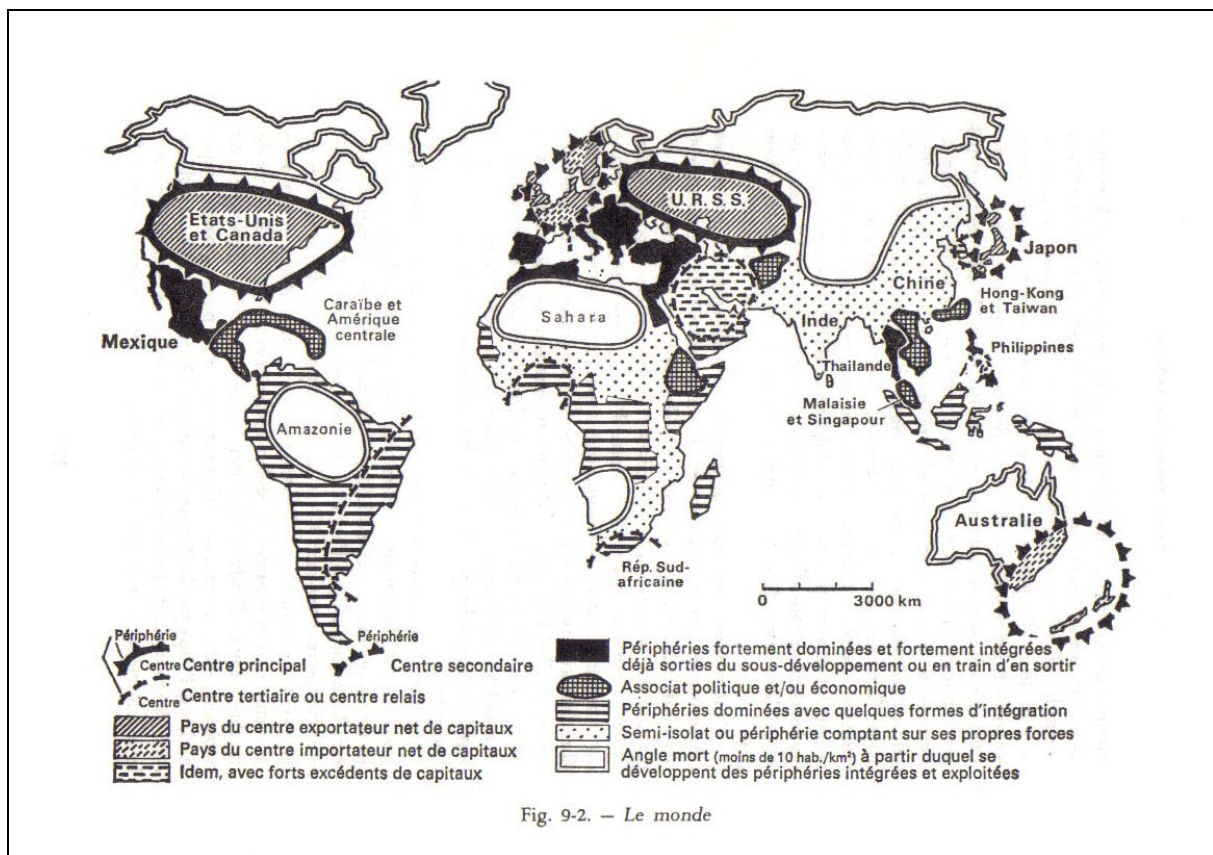 Etats-Unis
et Canada
U.R.S.S.
Japon
Chine
Hong-Kong
et Taiwan
Caraïbe et
Amérique
centrale
Sahara
Inde
Mexique
Philippines
Thailande
Malaisie
et Singapour
Amazonie
Australie
Rép. Sud-
africaine
0 3000 km
Périphérie
Centre Centre principal
Périphérie
Centre secondaire
Centre Centre tertiaire ou centre relais
Pays du centre exportateur net de capitaux
Pays du centre importateur net de capitaux
Idem, avec forts excédents de capitaux
Périphéries fortement dominées et fortement intégrées
déjà sorties du sous-développement ou en train d'en sortir
Associat politique et/ou économique
Périphéries dominées avec quelques formes d'intégration
Semi-isolat ou périphérie comptant sur ses propres forces
Angle mort (moins de 10 hab./km²) à partir duquel se
développent des périphéries intégrées et exploitées
Fig. 9-2. — Le monde